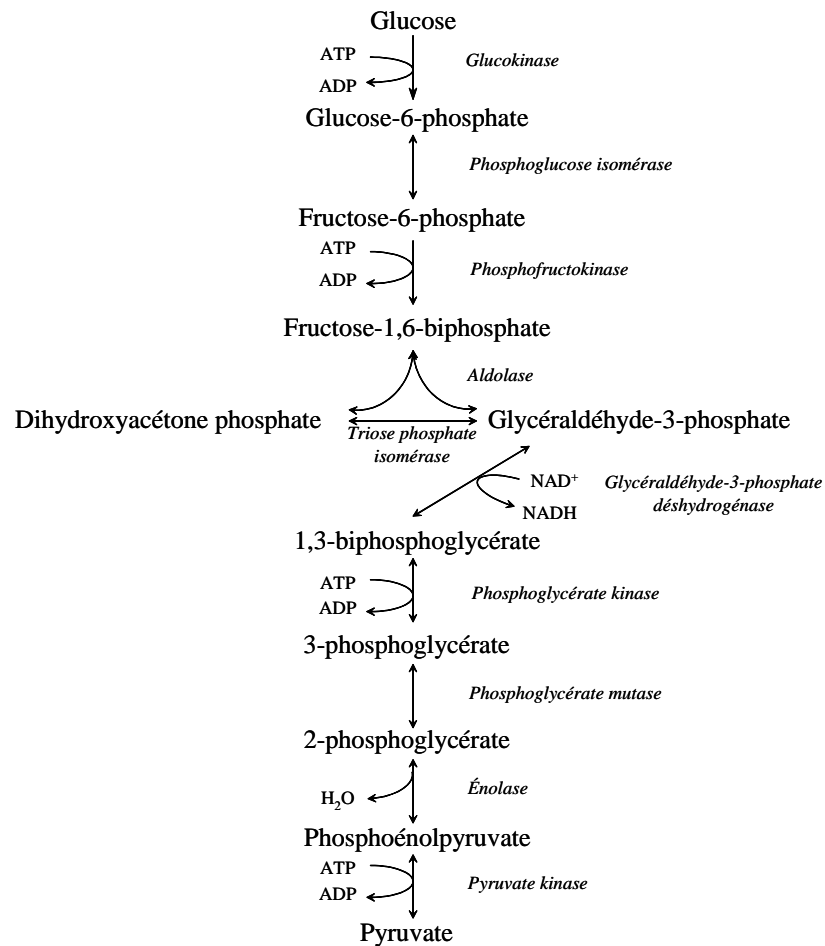 Glucose
ATP
Glucokinase
ADP
Glucose-6-phosphate
Phosphoglucose isomérase
Fructose-6-phosphate
ATP
Phosphofructokinase
ADP
Fructose-1,6-biphosphate
Aldolase
Dihydroxyacétone phosphate
Glycéraldéhyde-3-phosphate
Triose phosphate
isomérase
NAD⁺
Glycéraldéhyde-3-phosphate
déshydrogénase
NADH
1,3-biphosphoglycérate
ATP
Phosphoglycérate kinase
ADP
3-phosphoglycérate
Phosphoglycérate mutase
2-phosphoglycérate
Énolase
H₂O
Phosphoénolpyruvate
ATP
Pyruvate kinase
ADP
Pyruvate